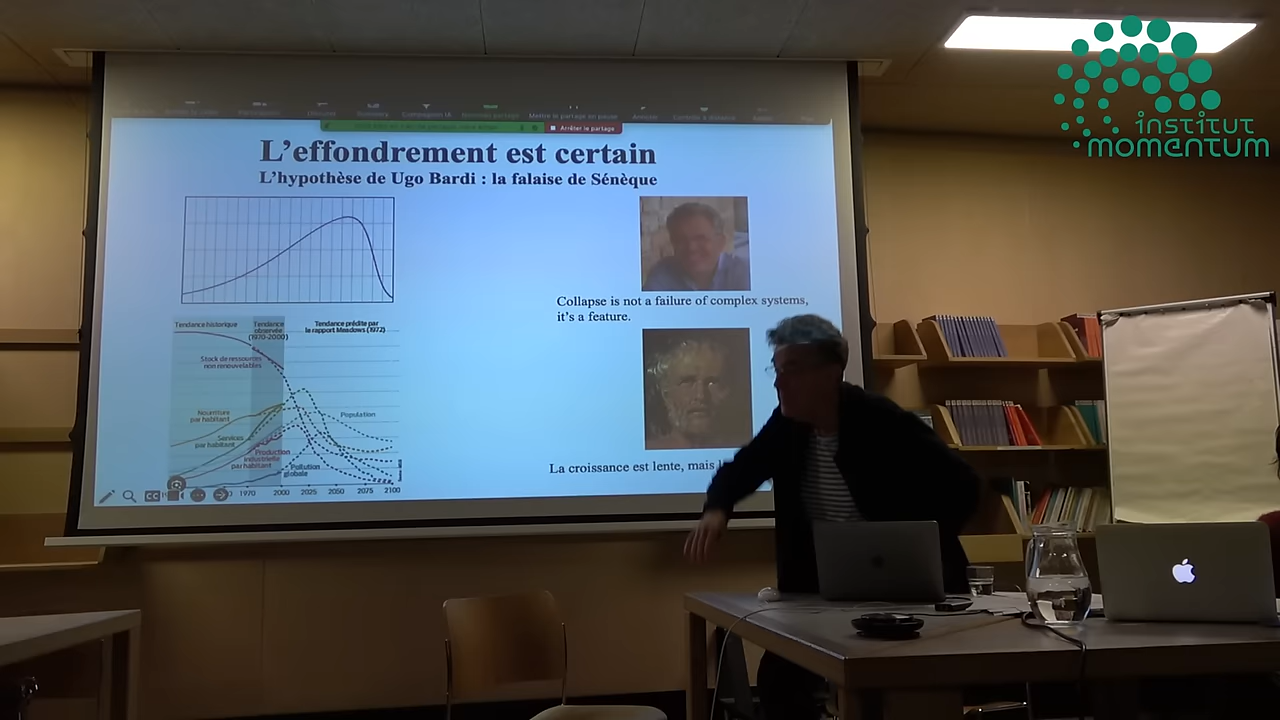 institut
momentum
Arrêter le partage
L'effondrement est certain
L'hypothèse de Ugo Bardi : la falaise de Sénèque
Collapse is not a failure of complex systems,
it's a feature.
Tendance historique
Tendance
observée
(1970-2000)
Tendance prédite par
le rapport Meadows (1972)
Stock de ressources
non renouvelables
Nourriture
par habitant
Population
Services
par habitant
Production
industrielle
par habitant
Pollution
globale
La croissance est lente, mais
CC
1970 2000 2025 2050 2075 2100